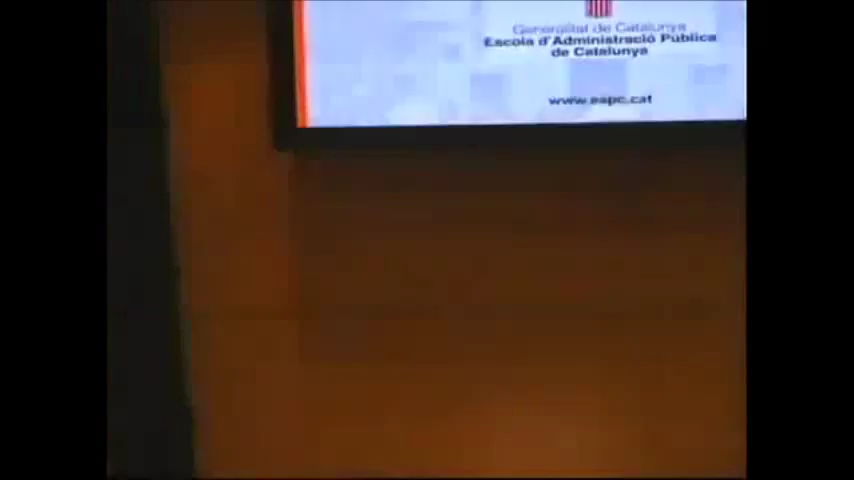 Generalitat de Catalunya
Escola d'Administració Pública
de Catalunya
www.eapc.cat